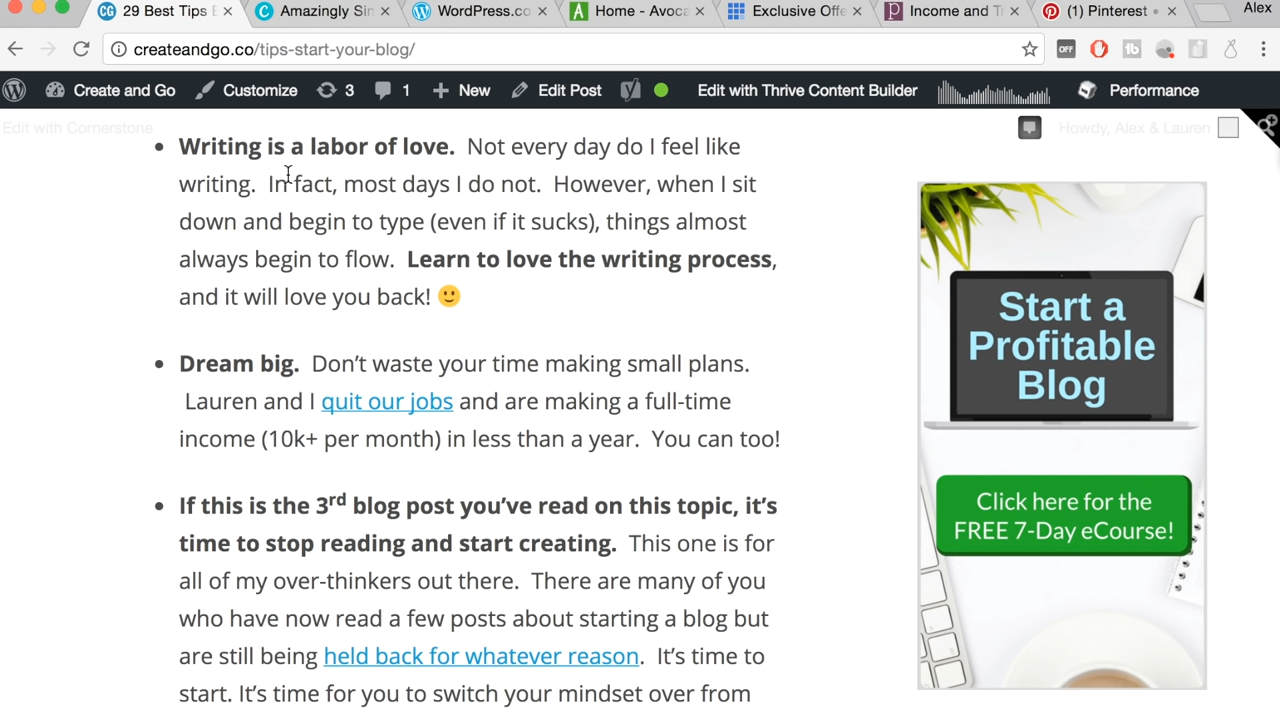 29 Best Tips B
Amazingly Sim
WordPress.co
Home - Avoca
Exclusive Offe
Income and Tr
(1) Pinterest
Alex
createandgo.co/tips-start-your-blog/
OFF
Create and Go
Customize
3
1
New
Edit Post
Edit with Thrive Content Builder
Performance
Edit with Cornerstone
Howdy, Alex & Lauren
• Writing is a labor of love. Not every day do I feel like
writing. In fact, most days I do not. However, when I sit
down and begin to type (even if it sucks), things almost
always begin to flow. Learn to love the writing process,
and it will love you back! 🙂
• Dream big. Don’t waste your time making small plans.
Lauren and I quit our jobs and are making a full-time
income (10k+ per month) in less than a year. You can too!
• If this is the 3rd blog post you’ve read on this topic, it’s
time to stop reading and start creating. This one is for
all of my over-thinkers out there. There are many of you
who have now read a few posts about starting a blog but
are still being held back for whatever reason. It’s time to
start. It’s time for you to switch your mindset over from
Start a
Profitable
Blog
Click here for the
FREE 7-Day eCourse!